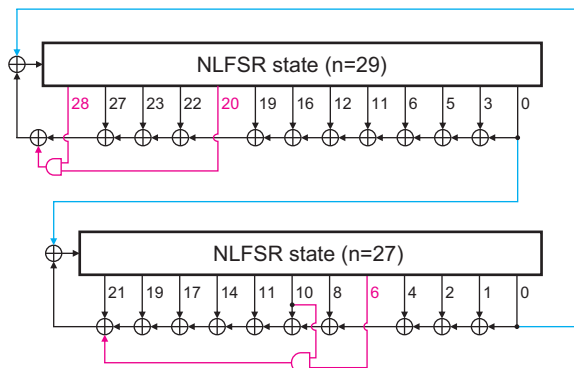 NLFSR state (n=29)
28 27 23 22 20 19 16 12 11 6 5 3 0
NLFSR state (n=27)
21 19 17 14 11 10 8 6 4 2 1 0